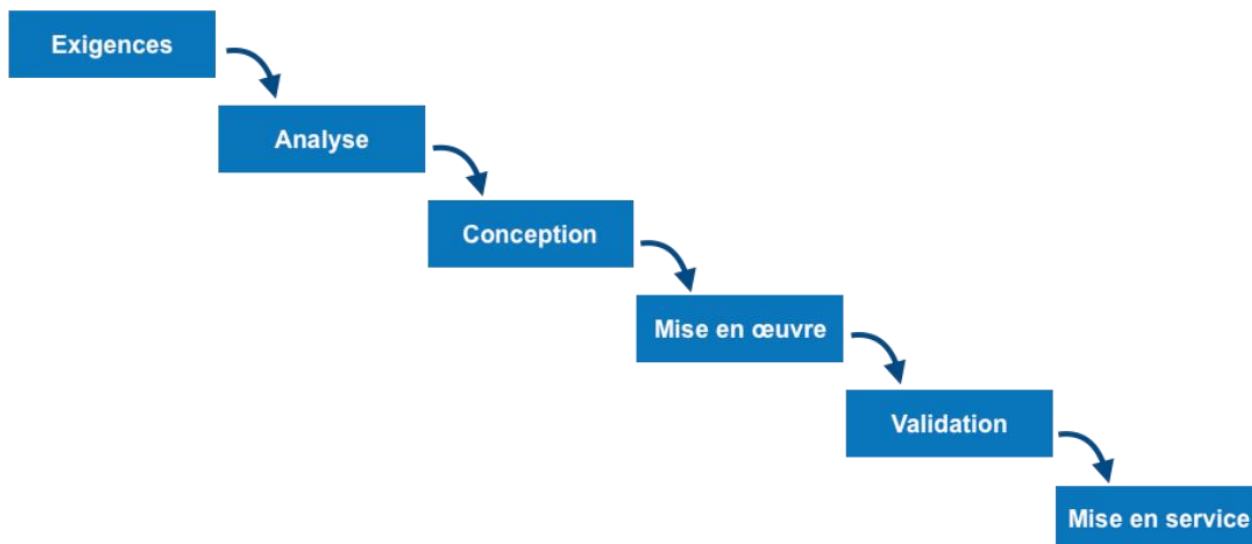 Exigences
Analyse
Conception
Mise en œuvre
Validation
Mise en service